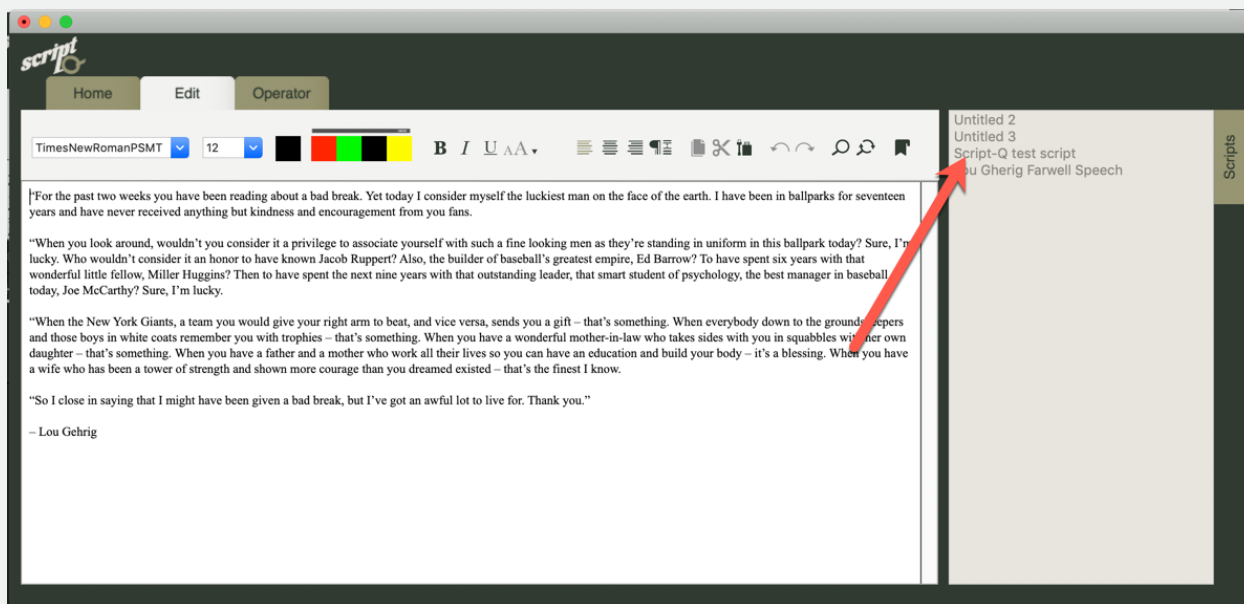 script
Home Edit Operator
TimesNewRomanPSMT 12 B I U AA
Untitled 2
Untitled 3
Script-Q test script
Gherig Farwell Speech
Scripts
“For the past two weeks you have been reading about a bad break. Yet today I consider myself the luckiest man on the face of the earth. I have been in ballparks for seventeen
years and have never received anything but kindness and encouragement from you fans.
“When you look around, wouldn’t you consider it a privilege to associate yourself with such a fine looking men as they’re standing in uniform in this ballpark today? Sure, I’m
lucky. Who wouldn’t consider it an honor to have known Jacob Ruppert? Also, the builder of baseball’s greatest empire, Ed Barrow? To have spent six years with that
wonderful little fellow, Miller Huggins? Then to have spent the next nine years with that outstanding leader, that smart student of psychology, the best manager in baseball
today, Joe McCarthy? Sure, I’m lucky.
“When the New York Giants, a team you would give your right arm to beat, and vice versa, sends you a gift – that’s something. When everybody down to the groundskeepers
and those boys in white coats remember you with trophies – that’s something. When you have a wonderful mother-in-law who takes sides with you in squabbles with her own
daughter – that’s something. When you have a father and a mother who work all their lives so you can have an education and build your body – it’s a blessing. When you have
a wife who has been a tower of strength and shown more courage than you dreamed existed – that’s the finest I know.
“So I close in saying that I might have been given a bad break, but I’ve got an awful lot to live for. Thank you.”
– Lou Gehrig